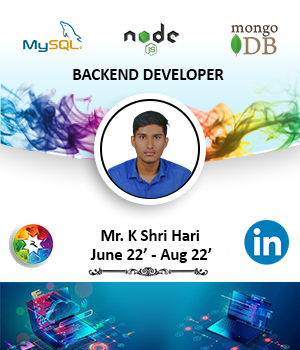 MySQL
node
JS
mongo
DB
BACKEND DEVELOPER
Mr. K Shri Hari
June 22’ - Aug 22’
in